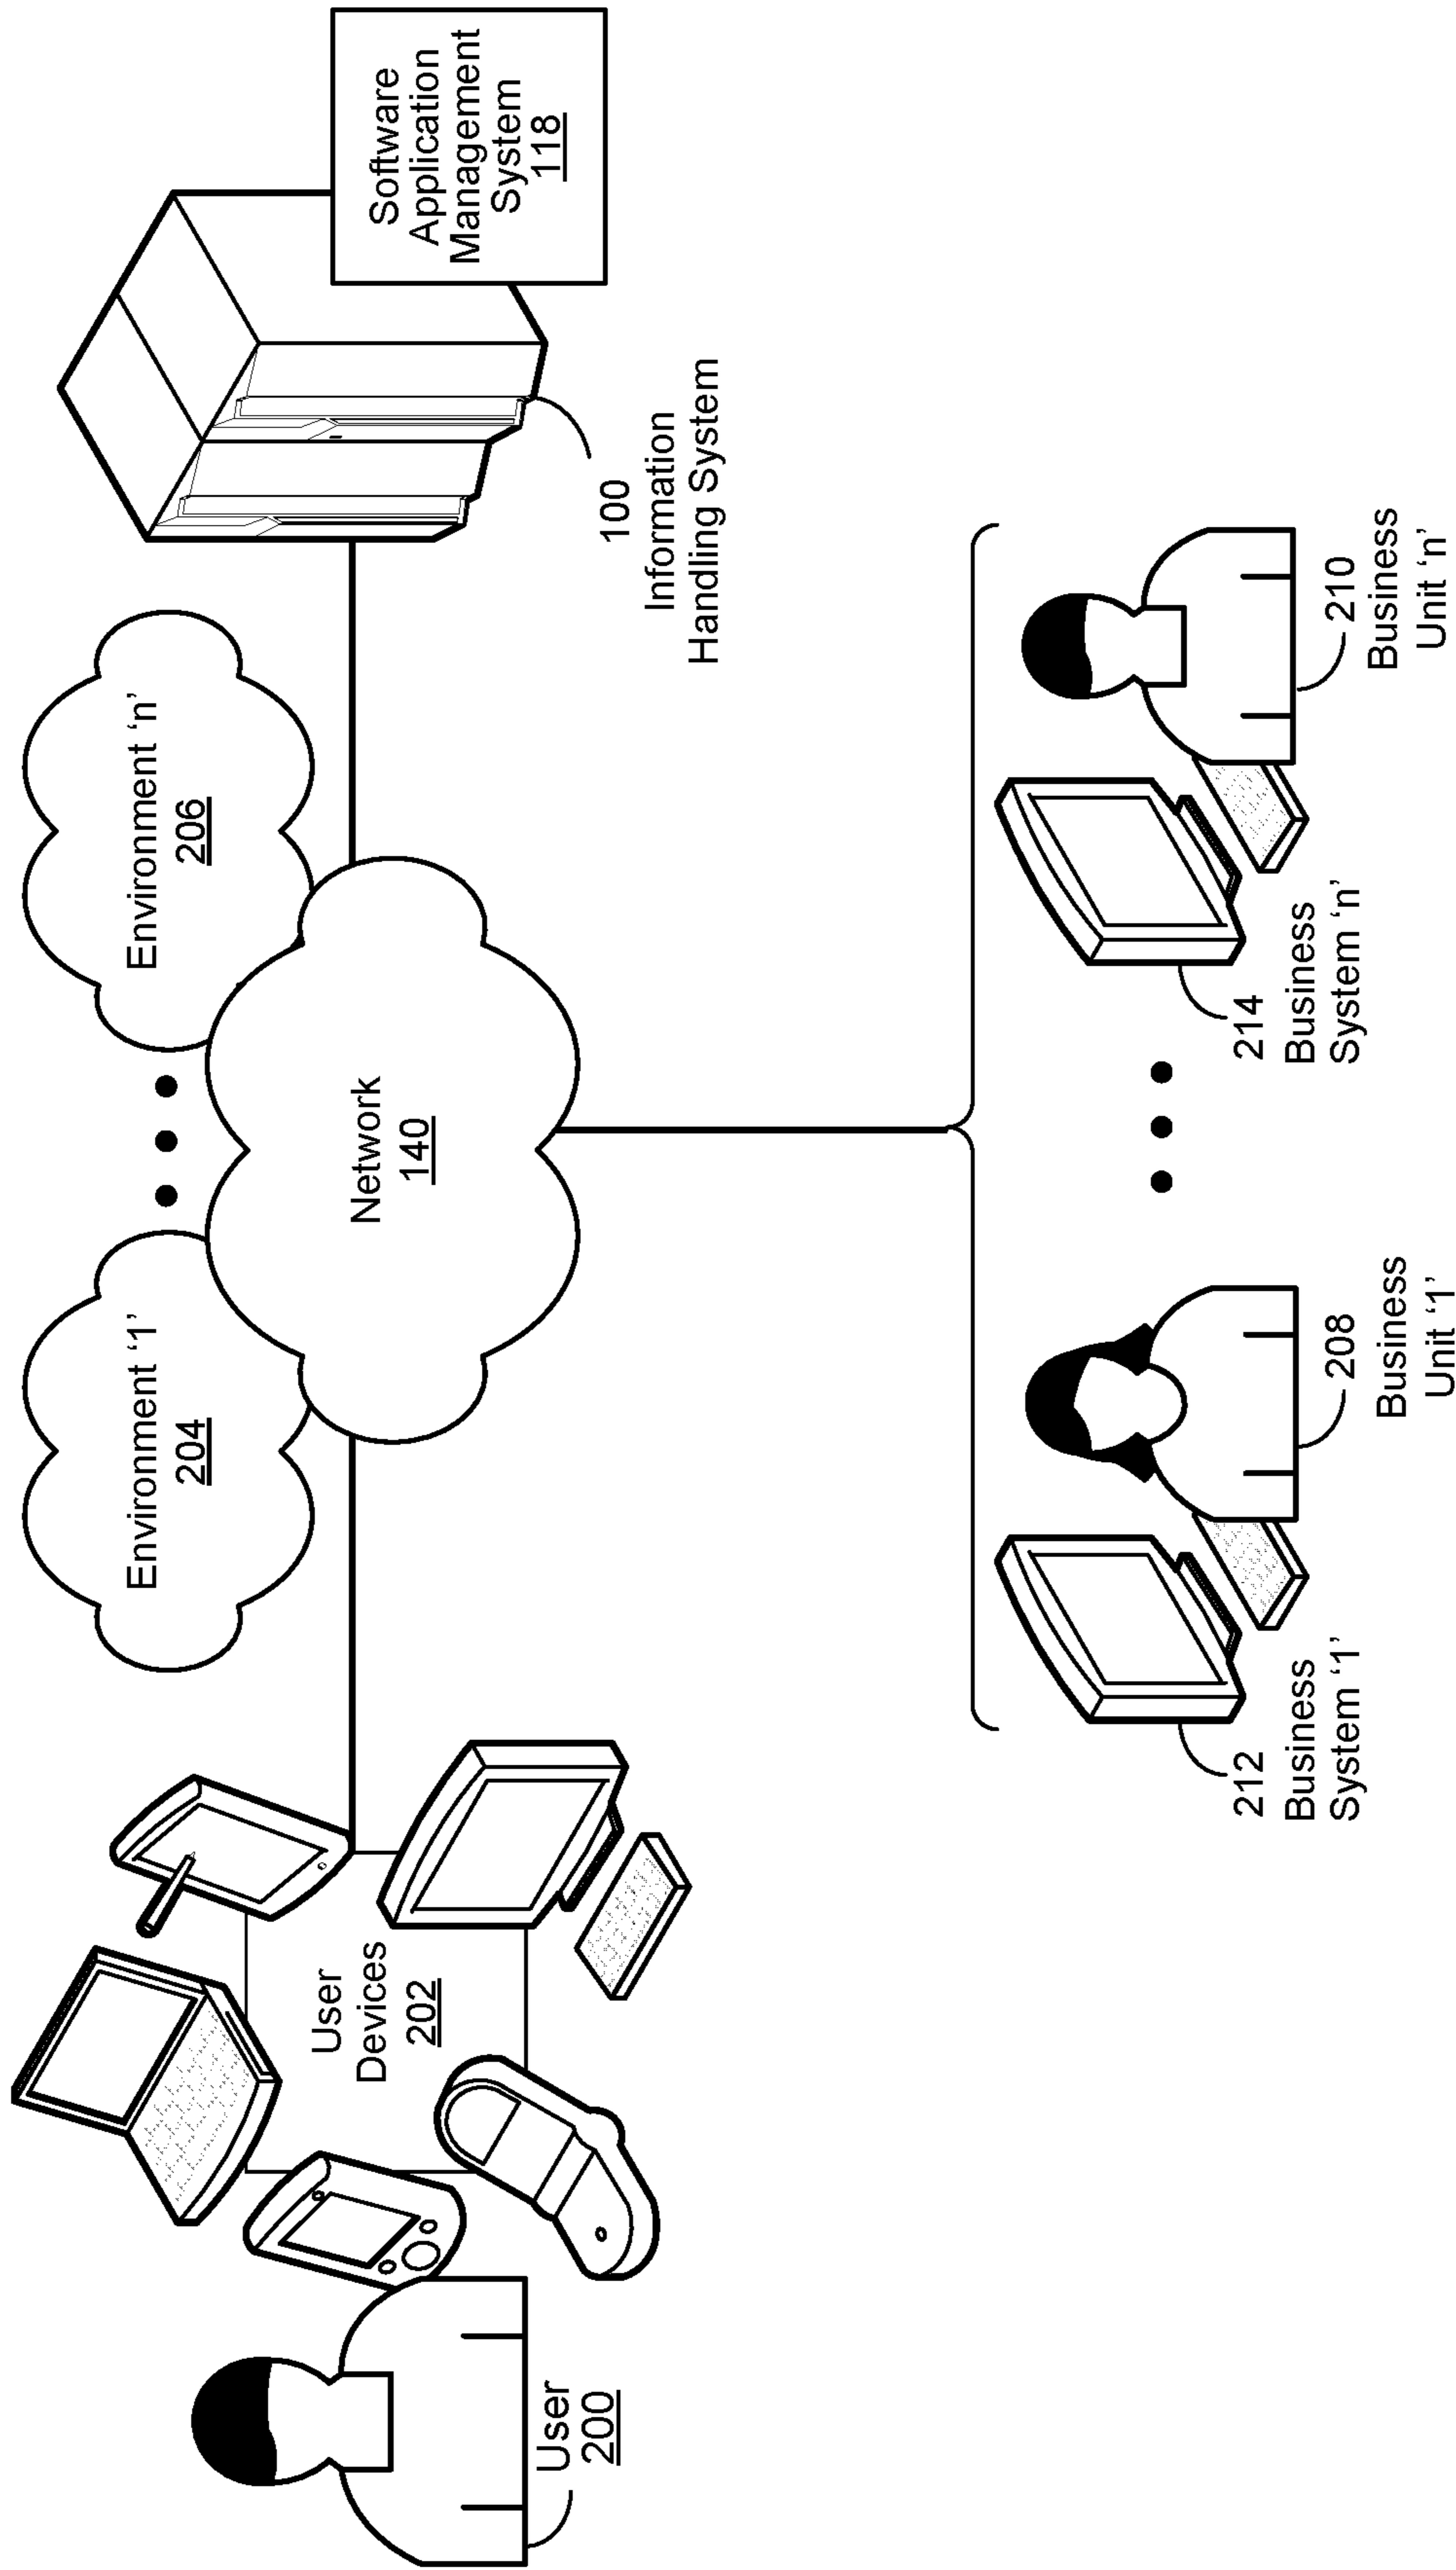 Environment ‘1’
204
Environment ‘n’
206
Software
Application
Management
System
118
User
Devices
202
Network
140
100
Information
Handling System
User
200
212
Business
System ‘1’
208
Business
Unit ‘1’
214
Business
System ‘n’
210
Business
Unit ‘n’